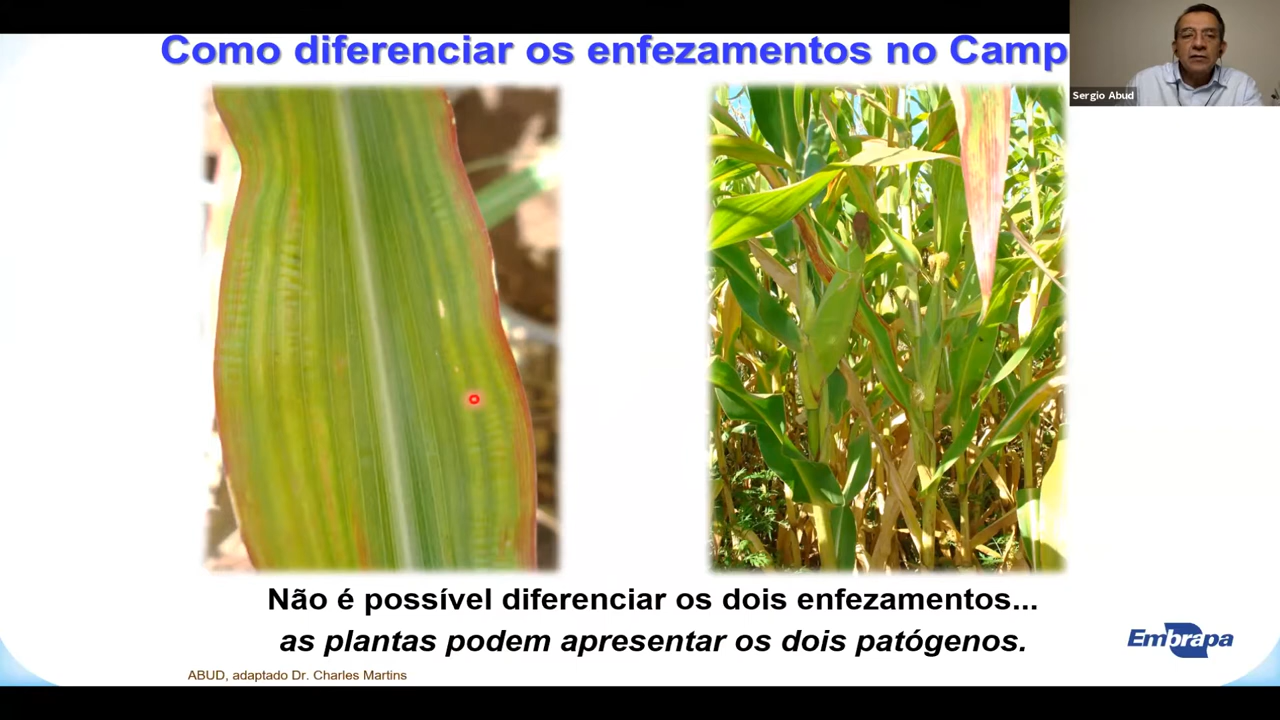 Como diferenciar os enfezamentos no Camp
Sergio Abud
Não é possível diferenciar os dois enfezamentos...
as plantas podem apresentar os dois patógenos.
Embrapa
ABUD, adaptado Dr. Charles Martins